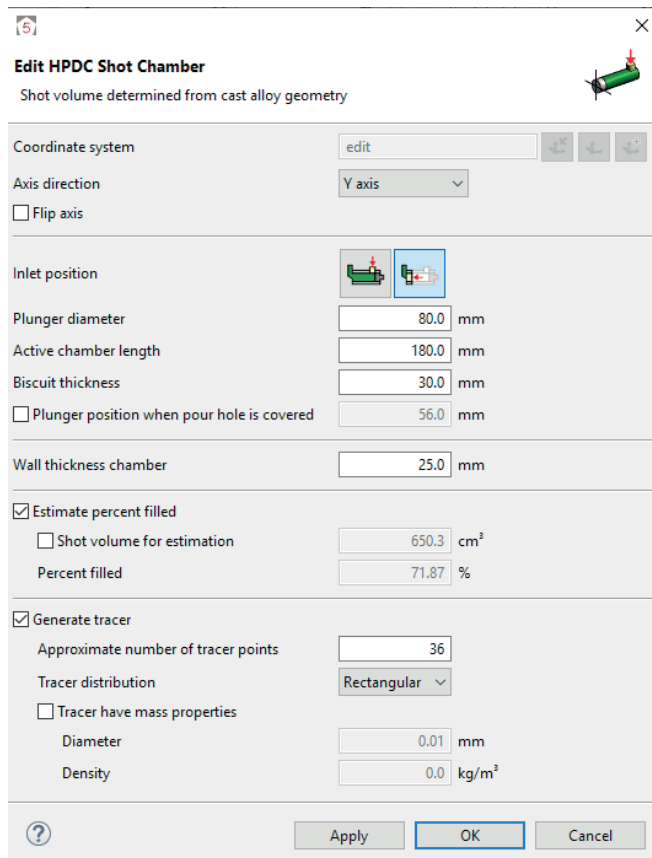 5
Edit HPDC Shot Chamber
Shot volume determined from cast alloy geometry
Coordinate system edit
Axis direction Y axis
Flip axis
Inlet position
Plunger diameter 80.0 mm
Active chamber length 180.0 mm
Biscuit thickness 30.0 mm
Plunger position when pour hole is covered 56.0 mm
Wall thickness chamber 25.0 mm
Estimate percent filled
Shot volume for estimation 650.3 cm³
Percent filled 71.87 %
Generate tracer
Approximate number of tracer points 36
Tracer distribution Rectangular
Tracer have mass properties
Diameter 0.01 mm
Density 0.0 kg/m³
? Apply OK Cancel